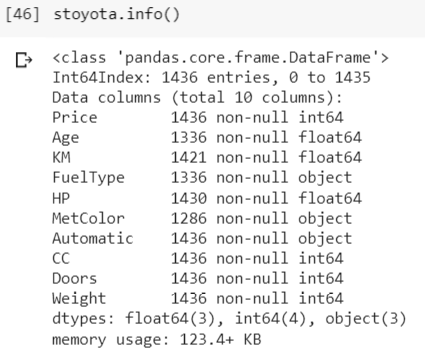 [46] stoyota.info()
<class 'pandas.core.frame.DataFrame'>
Int64Index: 1436 entries, 0 to 1435
Data columns (total 10 columns):
Price 1436 non-null int64
Age 1336 non-null float64
KM 1421 non-null float64
FuelType 1336 non-null object
HP 1430 non-null float64
MetColor 1286 non-null object
Automatic 1436 non-null object
CC 1436 non-null int64
Doors 1436 non-null int64
Weight 1436 non-null int64
dtypes: float64(3), int64(4), object(3)
memory usage: 123.4+ KB